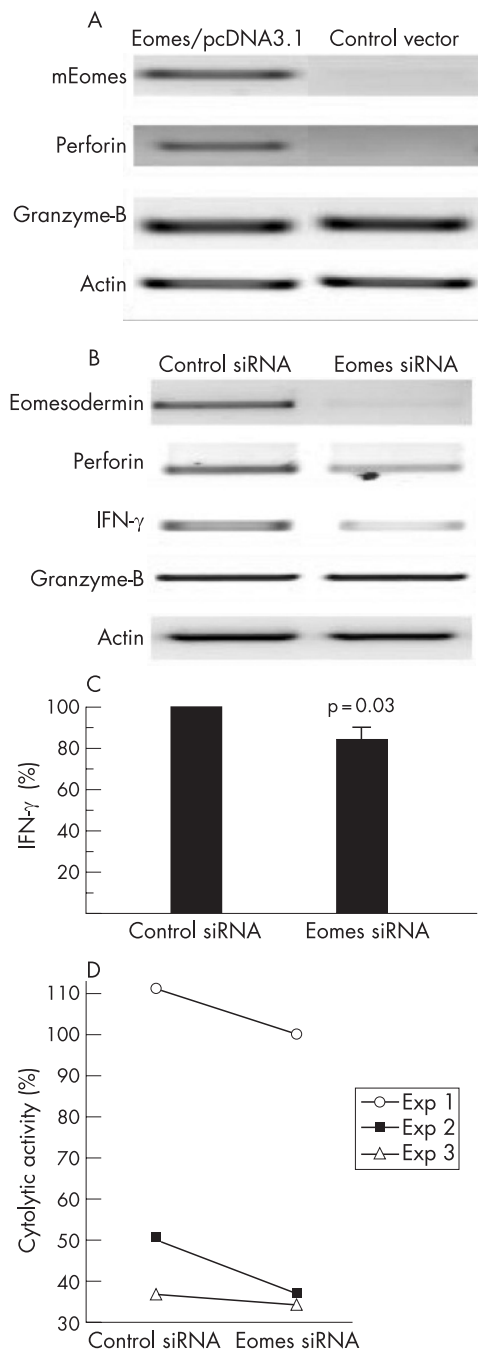 A
Eomes/pcDNA3.1 Control vector
mEomes
Perforin
Granzyme-B
Actin
B
Control siRNA Eomes siRNA
Eomesodermin
Perforin
IFN-γ
Granzyme-B
Actin
C
100
80
60
40
20
IFN-γ (%)
p = 0.03
Control siRNA Eomes siRNA
D
110
100
90
80
70
60
50
40
30
Cytolytic activity (%)
Exp 1
Exp 2
Exp 3
Control siRNA Eomes siRNA